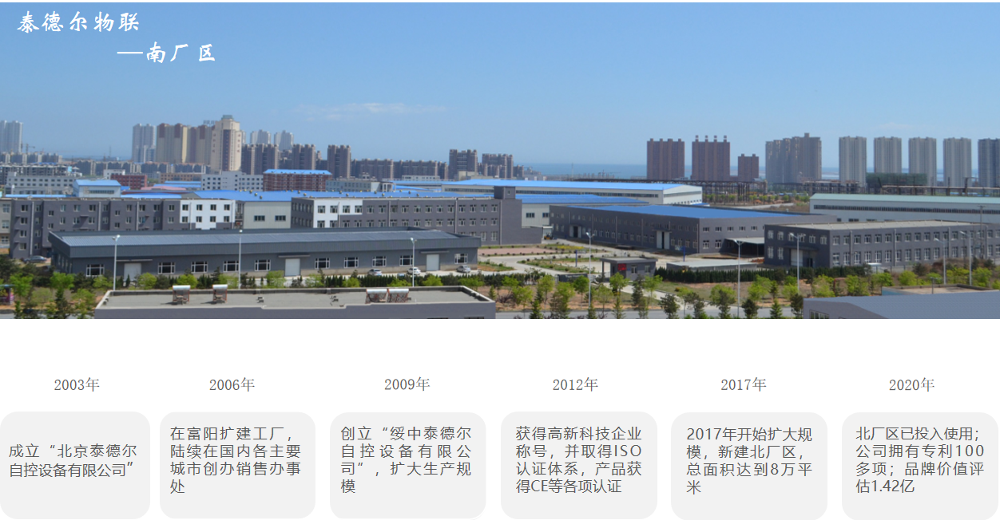 泰德尔物联
—南厂区
2003年
成立“北京泰德尔
自控设备有限公司”
2006年
在富阳扩建工厂，
陆续在国内各主要
城市创办销售办事
处
2009年
创立“绥中泰德尔
自控设备有限公
司”，扩大生产规
模
2012年
获得高新科技企业
称号，并取得ISO
认证体系，产品获
得CE等各项认证
2017年
2017年开始扩大规
模，新建北厂区，
总面积达到8万平
米
2020年
北厂区已投入使用；
公司拥有专利100
多项；品牌价值评
估1.42亿